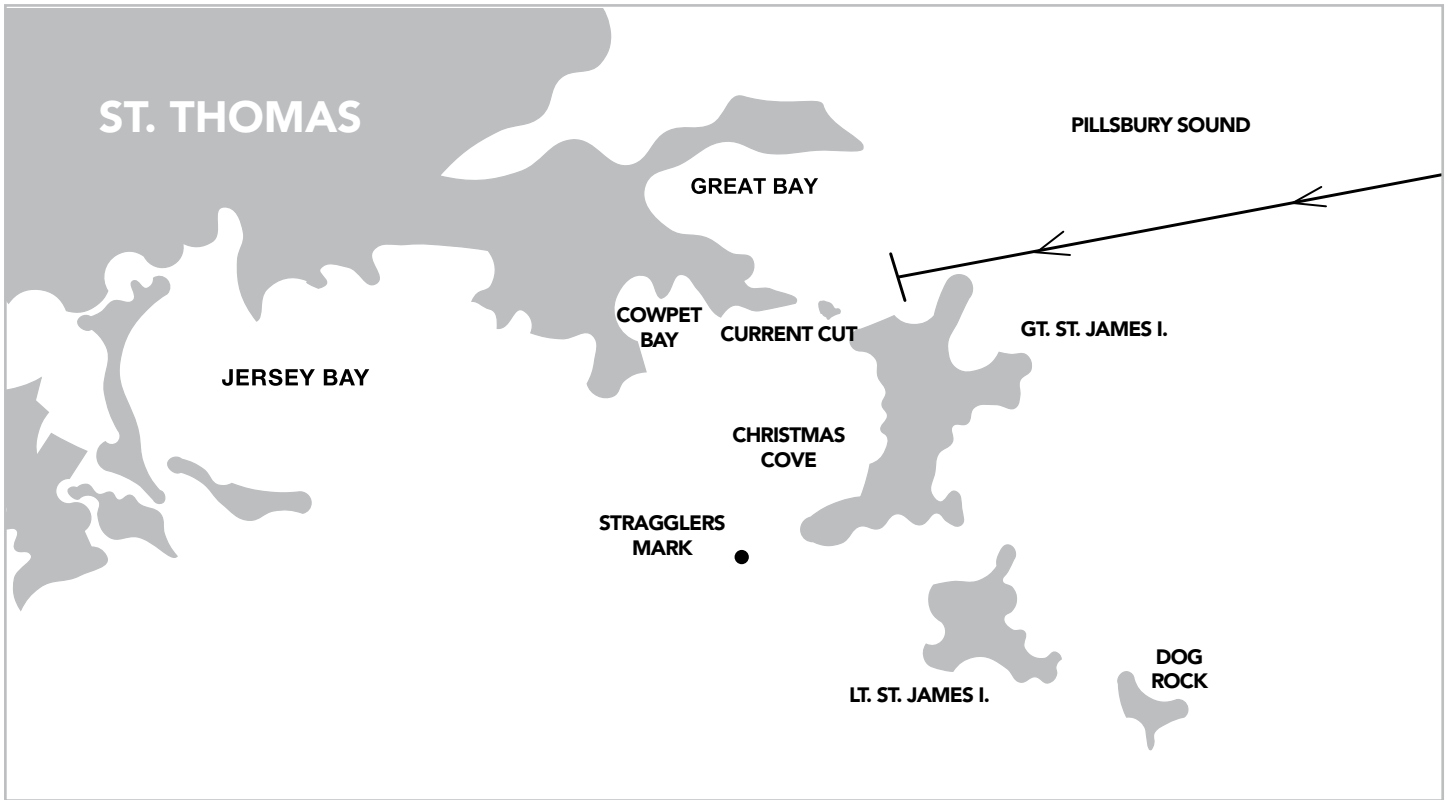 ST. THOMAS
PILLSBURY SOUND
GREAT BAY
COWPET
BAY
CURRENT CUT
GT. ST. JAMES I.
JERSEY BAY
CHRISTMAS
COVE
STRAGGLERS
MARK
DOG
ROCK
LT. ST. JAMES I.